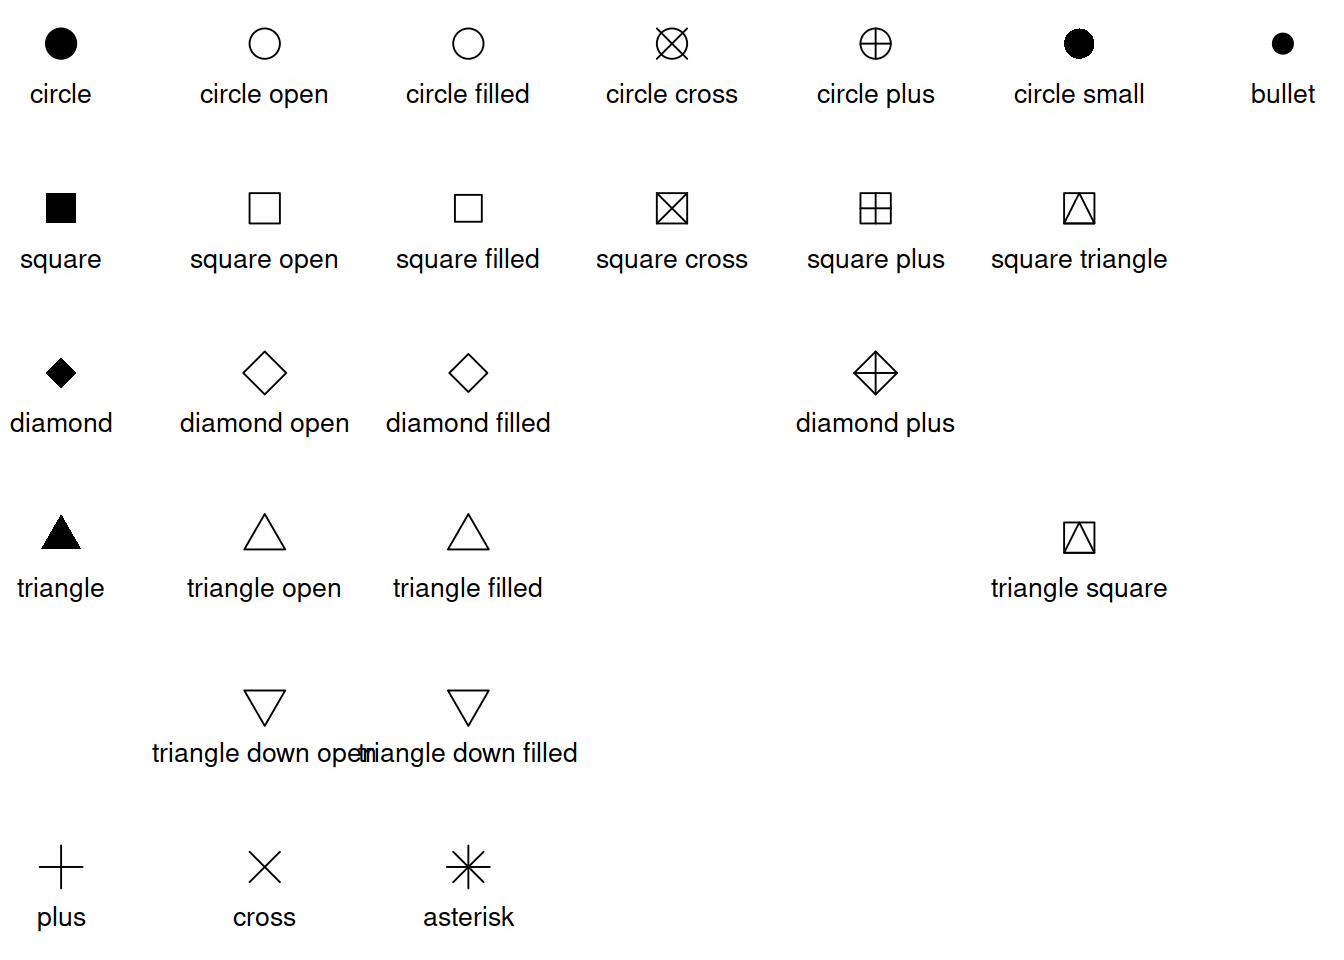 circle circle open circle filled circle cross circle plus circle small bullet
square square open square filled square cross square plus square triangle
diamond diamond open diamond filled diamond plus
triangle triangle open triangle filled triangle square
triangle down open triangle down filled
plus cross asterisk